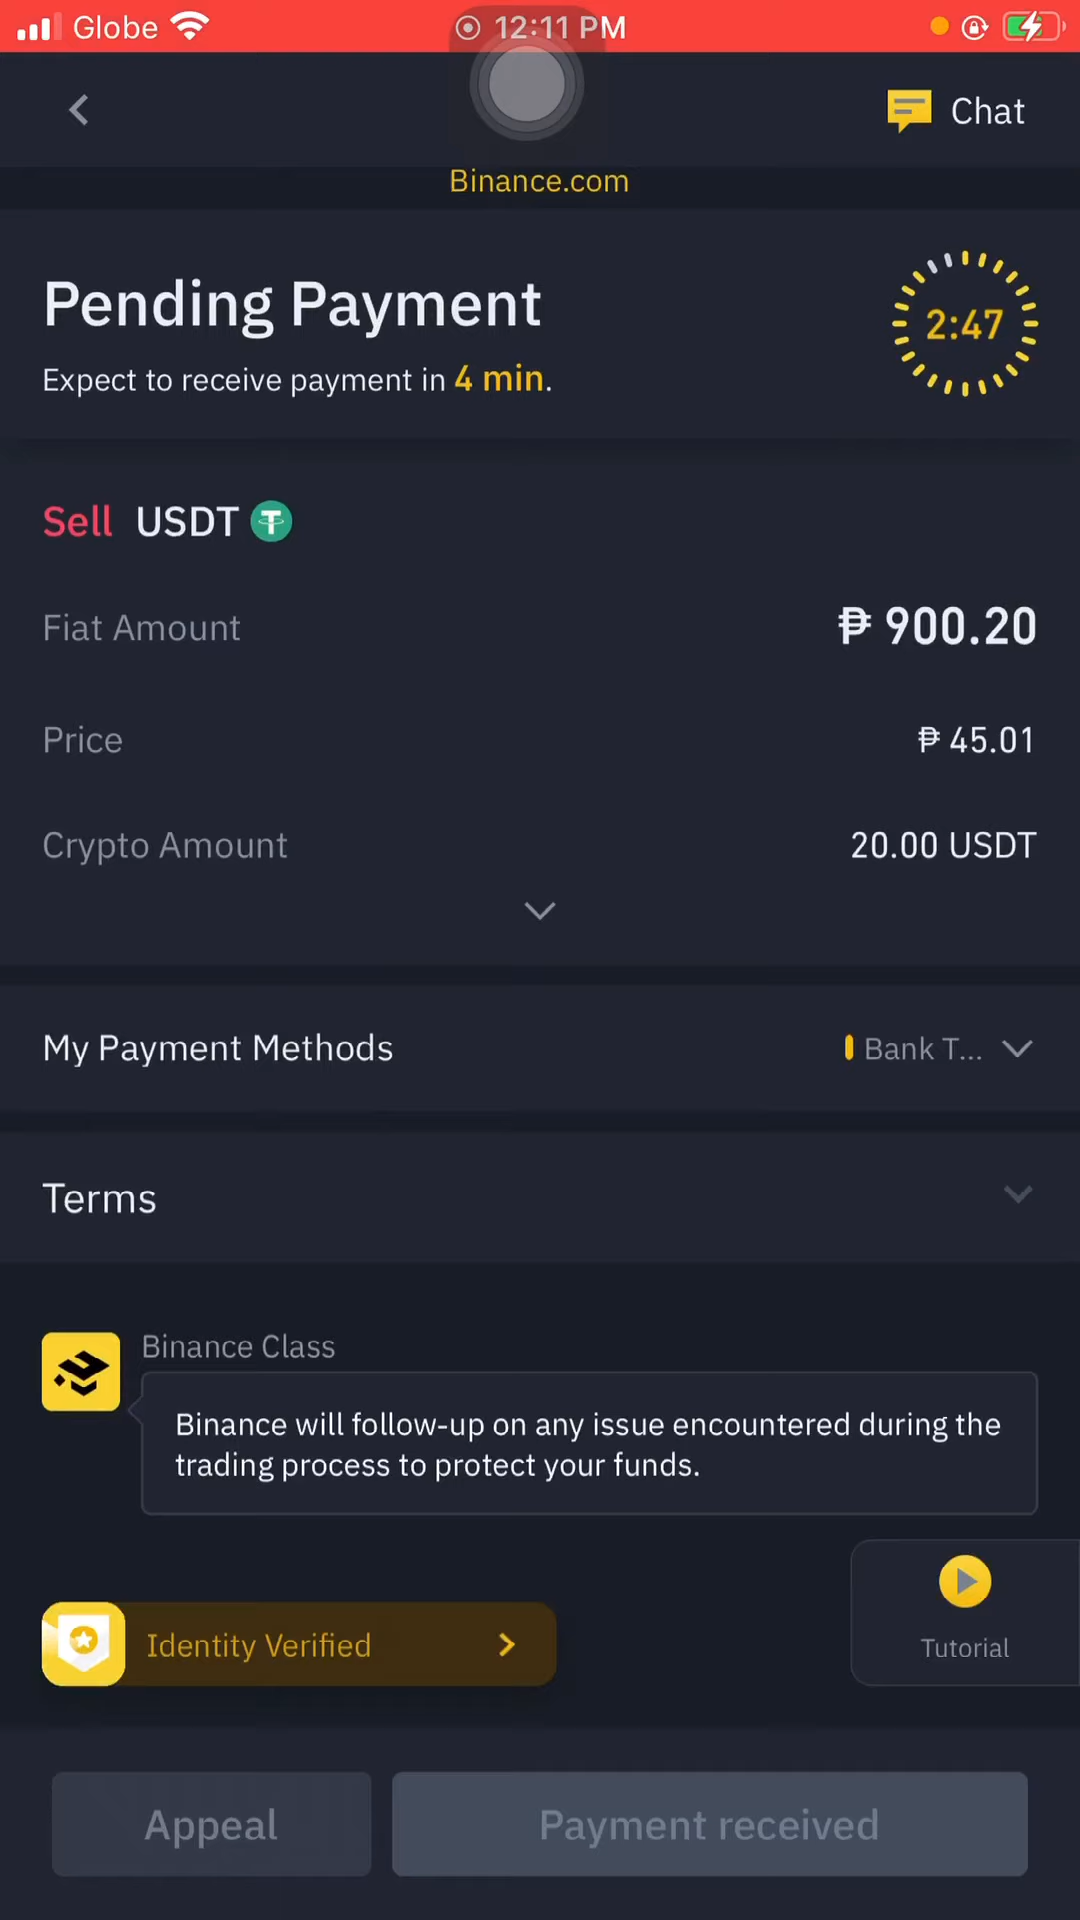 Globe
12:11 PM
Chat
Binance.com
Pending Payment
2:47
Expect to receive payment in 4 min.
Sell USDT
Fiat Amount
₱ 900.20
Price
₱ 45.01
Crypto Amount
20.00 USDT
My Payment Methods
Bank T...
Terms
Binance Class
Binance will follow-up on any issue encountered during the
trading process to protect your funds.
Identity Verified
Tutorial
Appeal
Payment received